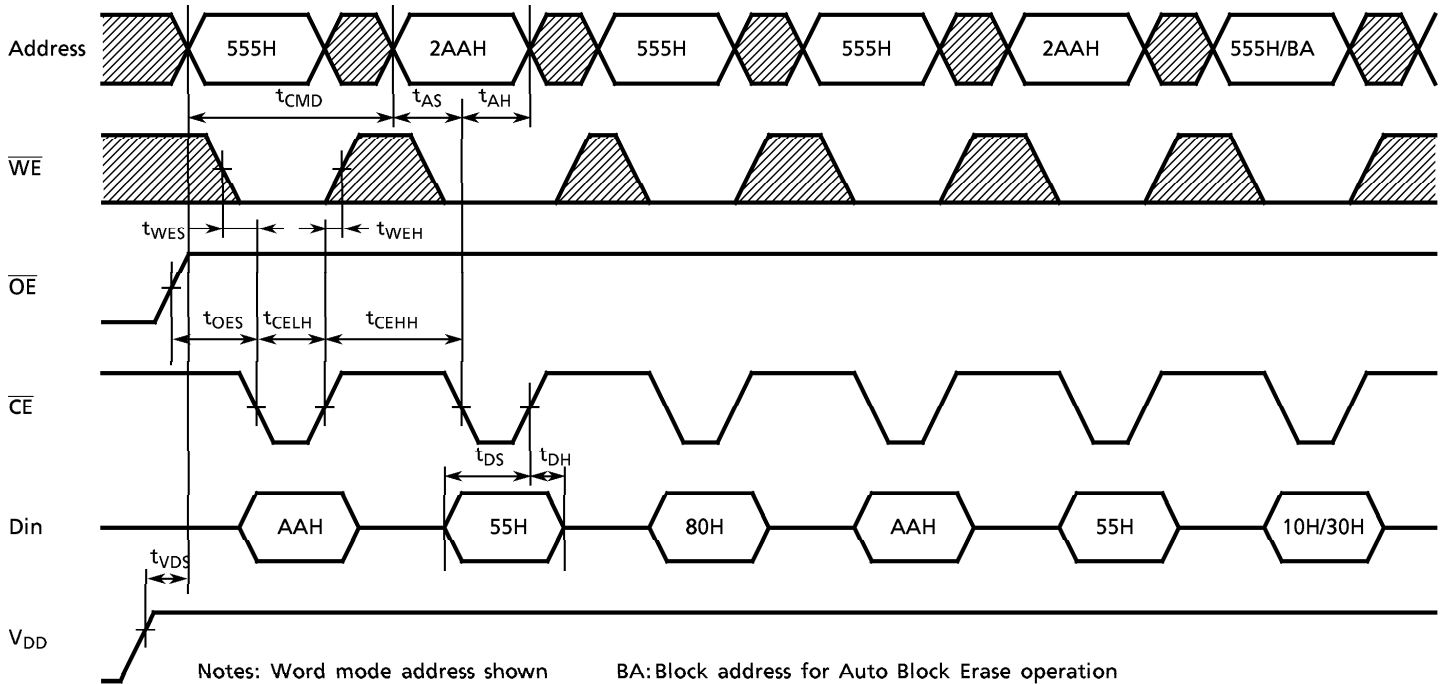 Address 555H 2AAH 555H 555H 2AAH 555H/BA
tCMD tAS tAH
WE
tWES tWEH
OE
tOES tCELH tCEHH
CE
tDS tDH
Din AAH 55H 80H AAH 55H 10H/30H
tVDS
VDD
Notes: Word mode address shown BA: Block address for Auto Block Erase operation